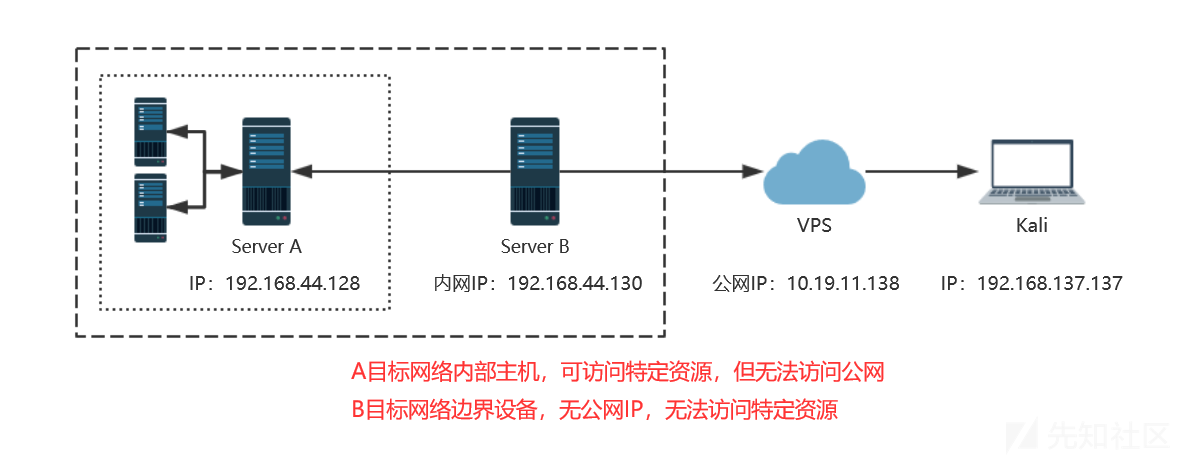 Server A
Server B
VPS
Kali
IP：192.168.44.128
内网IP：192.168.44.130
公网IP：10.19.11.138
IP：192.168.137.137
A目标网络内部主机，可访问特定资源，但无法访问公网
B目标网络边界设备，无公网IP，无法访问特定资源
先知社区